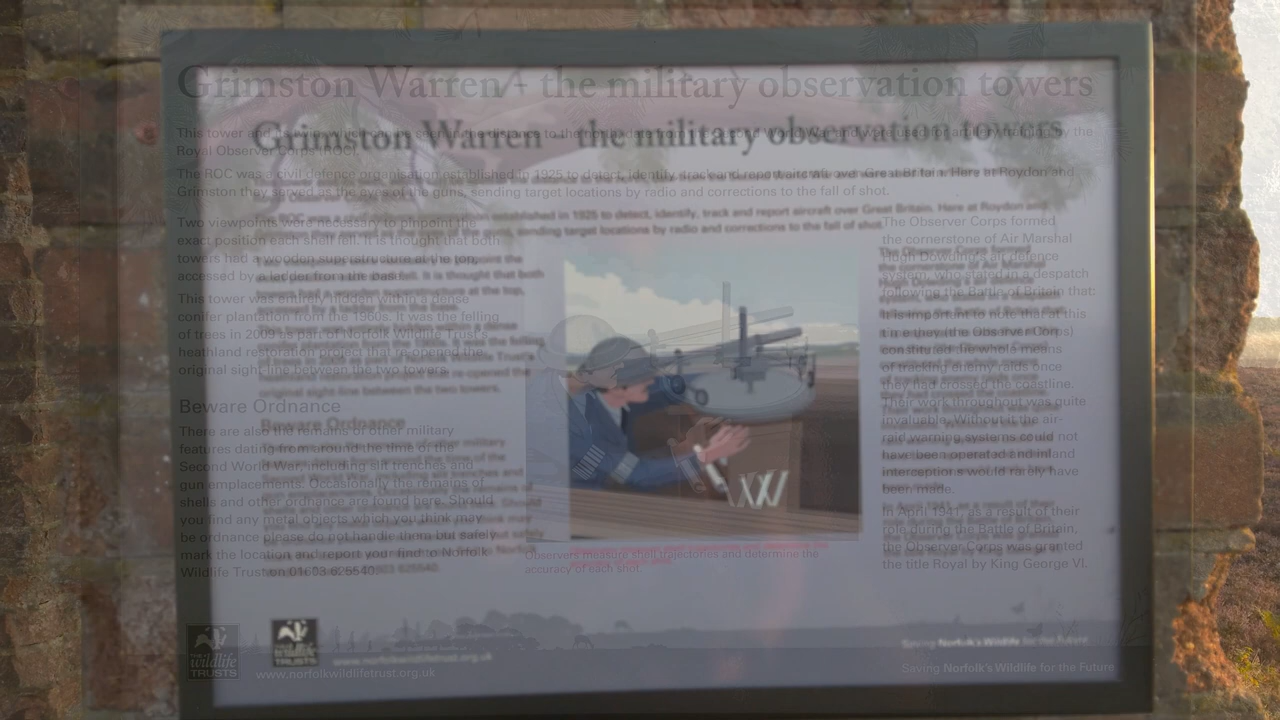 Grimston Warren - the military observation towers
Royal Observer Corps (ROC).
The ROC was a civil defence organisation established in 1925 to detect, identify, track and report aircraft over Great Britain. Here at Roydon and
Grimston they served as the eyes of the guns, sending target locations by radio and corrections to the fall of shot.
Two viewpoints were necessary to pinpoint the
exact position each shell fell. It is thought that both
towers had a wooden superstructure at the top,
accessed by a ladder from the base.
This tower was entirely hidden within a dense
conifer plantation from the 1960s. It was the felling
of trees in 2009 as part of Norfolk Wildlife Trust's
heathland restoration project that re-opened the
original sight-line between the two towers.
Beware Ordnance
There are also the remains of other military
features dating from around the time of the
Second World War, including slit trenches and
gun emplacements. Occasionally the remains of
shells and other ordnance are found here. Should
you find any metal objects which you think may
be ordnance please do not handle them but safely
mark the location and report your find to Norfolk
Wildlife Trust on 01603 625540.
Observers measure shell trajectories and determine the
accuracy of each shot.
The Observer Corps formed
the cornerstone of Air Marshal
Hugh Dowding's air defence
system, who stated in a despatch
following the Battle of Britain that:
it is important to note that at this
time they (the Observer Corps)
constituted the whole means
of tracking enemy raids once
they had crossed the coastline.
Their work throughout was quite
invaluable. Without it the air-
raid warning systems could not
have been operated and inland
interceptions would rarely have
been made.
In April 1941, as a result of their
role during the Battle of Britain,
the Observer Corps was granted
the title Royal by King George VI.
THE
wildlife
TRUSTS
www.norfolkwildlifetrust.org.uk
Saving Norfolk's Wildlife for the Future